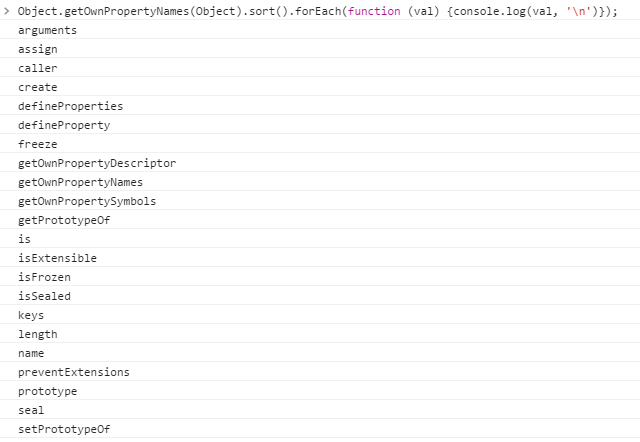 > Object.getOwnPropertyNames(Object).sort().forEach(function (val) {console.log(val, '\n')});
arguments
assign
caller
create
defineProperties
defineProperty
freeze
getOwnPropertyDescriptor
getOwnPropertyNames
getOwnPropertySymbols
getPrototypeOf
is
isExtensible
isFrozen
isSealed
keys
length
name
preventExtensions
prototype
seal
setPrototypeOf